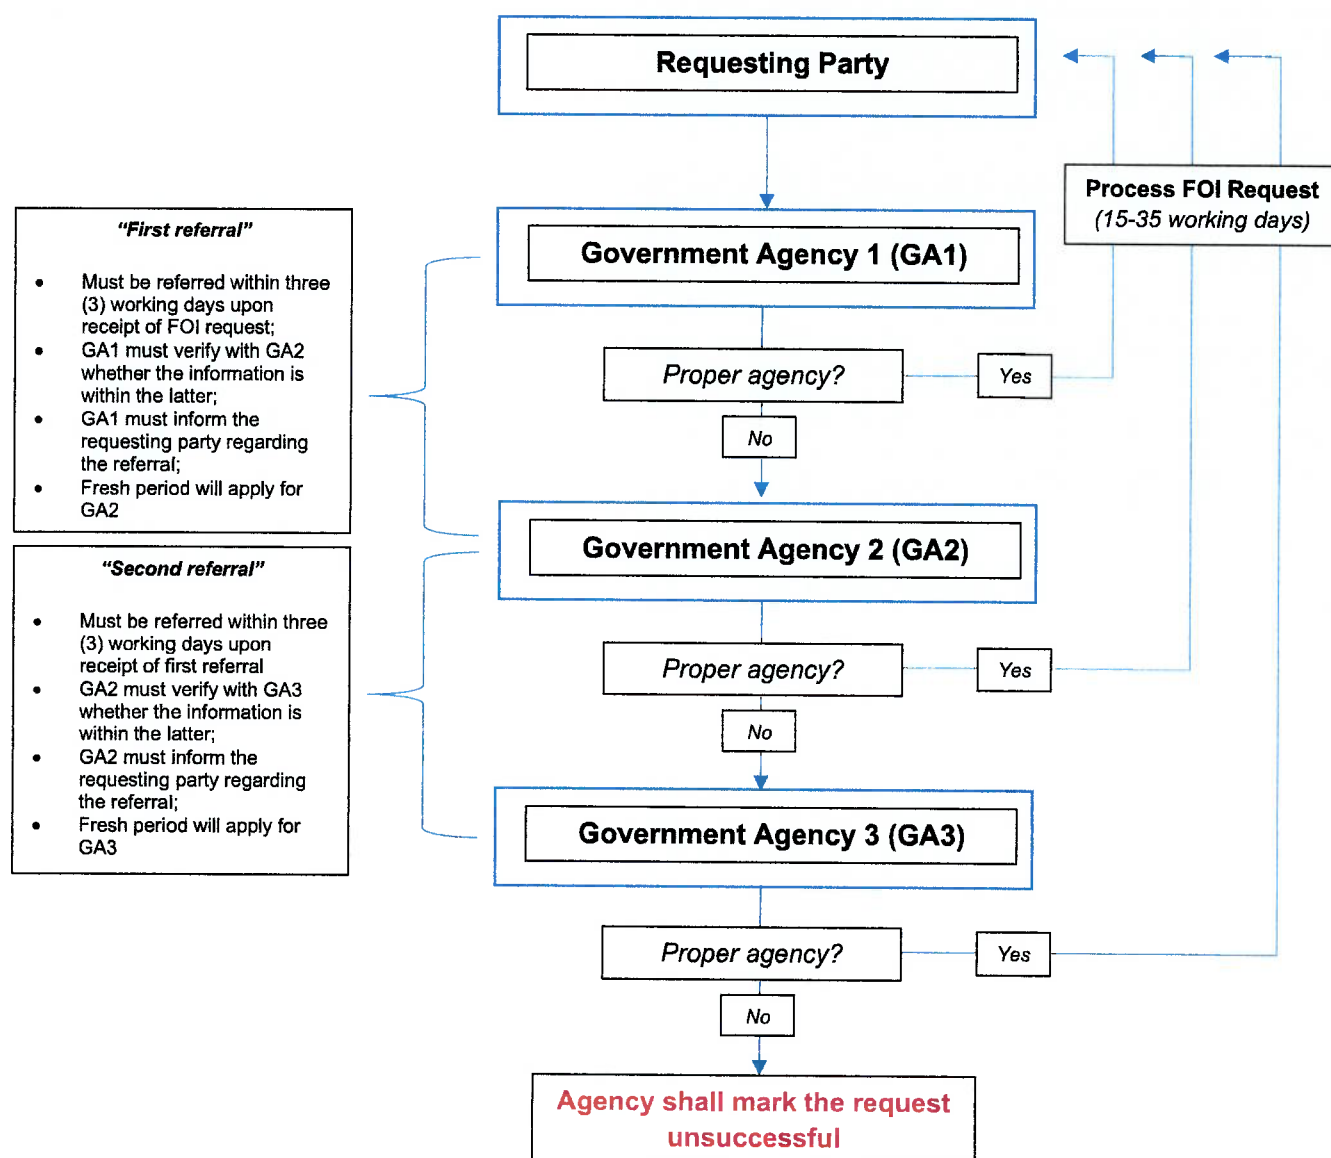 Requesting Party
Process FOI Request
(15-35 working days)
Government Agency 1 (GA1)
Proper agency?
Yes
No
“First referral”
• Must be referred within three
(3) working days upon
receipt of FOI request;
• GA1 must verify with GA2
whether the information is
within the latter;
• GA1 must inform the
requesting party regarding
the referral;
• Fresh period will apply for
GA2
Government Agency 2 (GA2)
Proper agency?
Yes
No
“Second referral”
• Must be referred within three
(3) working days upon
receipt of first referral
• GA2 must verify with GA3
whether the information is
within the latter;
• GA2 must inform the
requesting party regarding
the referral;
• Fresh period will apply for
GA3
Government Agency 3 (GA3)
Proper agency?
Yes
No
Agency shall mark the request
unsuccessful